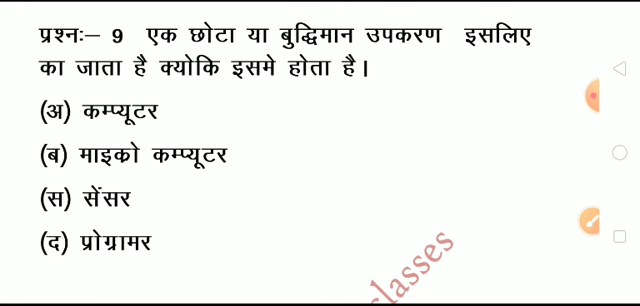 प्रश्नः– 9 एक छोटा या बुद्धिमान उपकरण इसलिए
का जाता है क्योकि इसमे होता है।
(अ) कम्प्यूटर
(ब) माइको कम्प्यूटर
(स) सेंसर
(द) प्रोग्रामर
classes